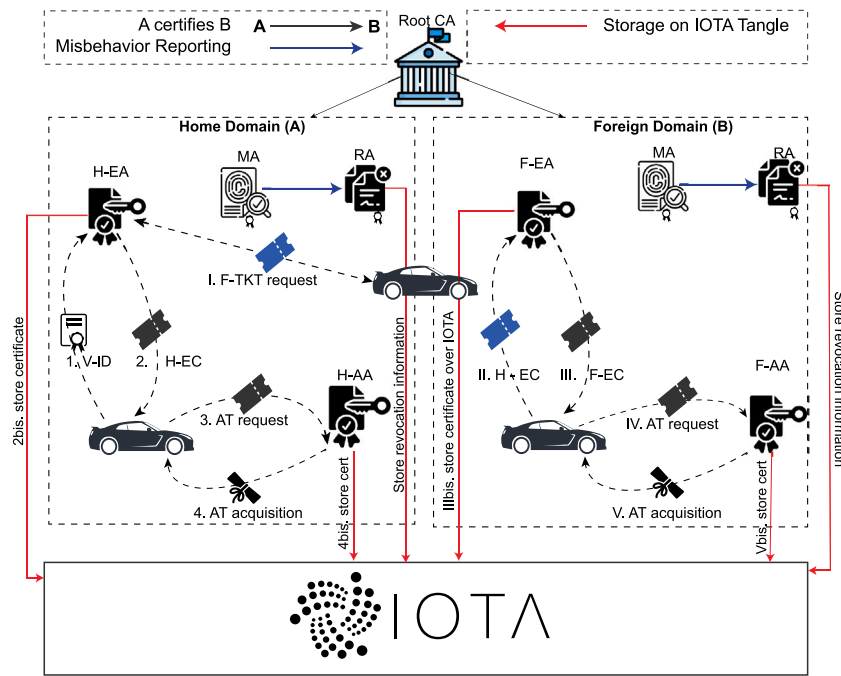 A certifies B
A
B
Misbehavior Reporting
Root CA
Storage on IOTA Tangle
Home Domain (A)
Foreign Domain (B)
H-EA
MA
RA
F-EA
MA
RA
I. F-TKT request
1. V-ID
2. H-EC
II. H - EC
III. F-EC
H-AA
F-AA
3. AT request
IV. AT request
4. AT acquisition
V. AT acquisition
2bis. store certificate
4bis. store cert
Store revocation information
IIIbis. store certificate over IOTA
Vbis. store cert
Store revocation information
IOTA